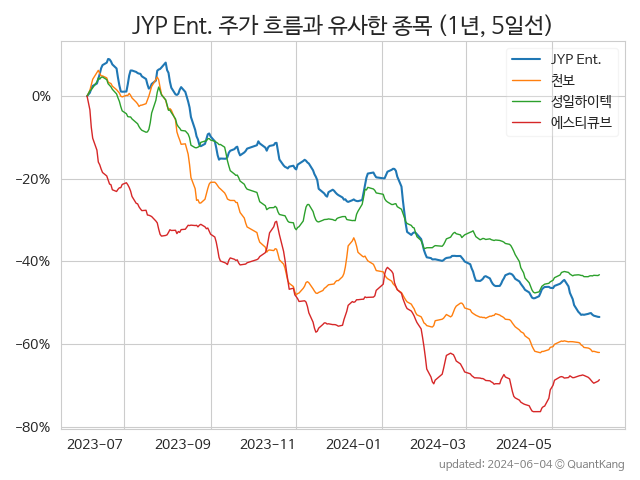 JYP Ent. 주가 흐름과 유사한 종목 (1년, 5일선)
JYP Ent.
천보
성일하이텍
에스티큐브
0%
−20%
−40%
−60%
−80%
2023-07 2023-09 2023-11 2024-01 2024-03 2024-05
updated: 2024-06-04 © QuantKang